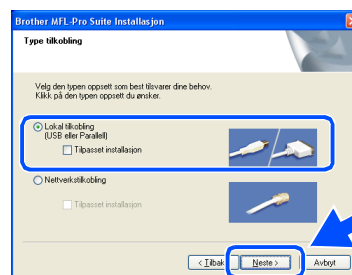 Brother MFL-Pro Suite Installasjon
Type tilkobling
Velg den typen oppsett som best tilsvarer dine behov.
Klikk på den typen oppsett du ønsker.
Lokal tilkobling
(USB eller Parallell)
Tilpasset installasjon
Nettverkstilkobling
Tilpasset installasjon
< Tilbak Neste > Avbryt